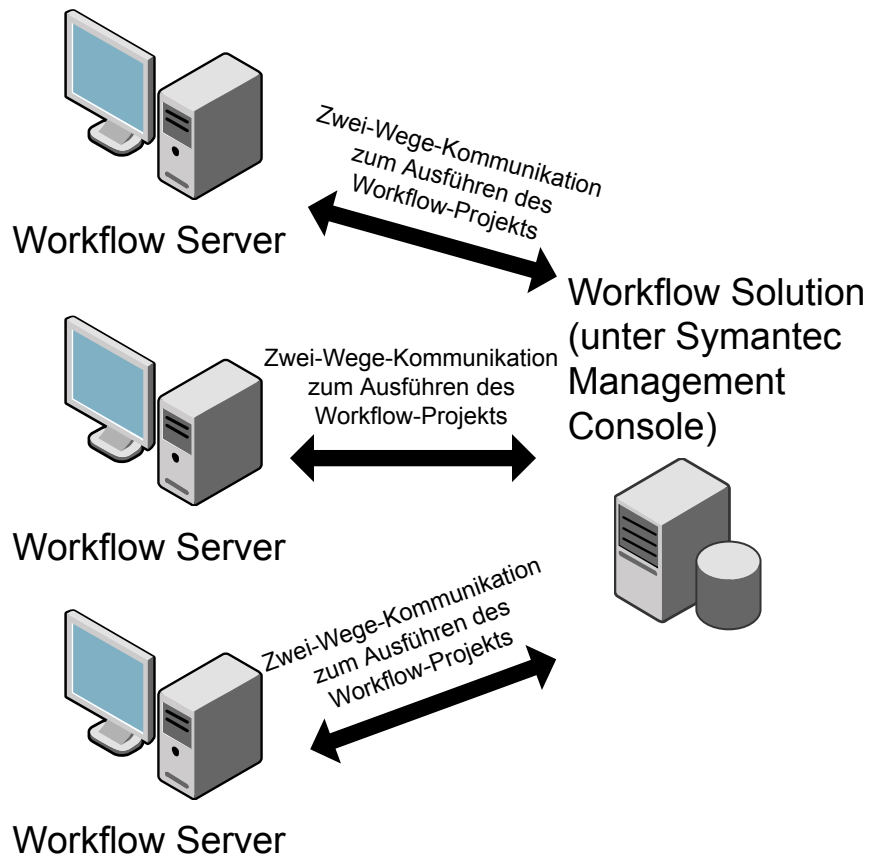 Zwei-Wege-Kommunikation
zum Ausführen des
Workflow-Projekts
Workflow Server
Workflow Solution
(unter Symantec
Management
Console)
Zwei-Wege-Kommunikation
zum Ausführen des
Workflow-Projekts
Workflow Server
Zwei-Wege-Kommunikation
zum Ausführen des
Workflow-Projekts
Workflow Server